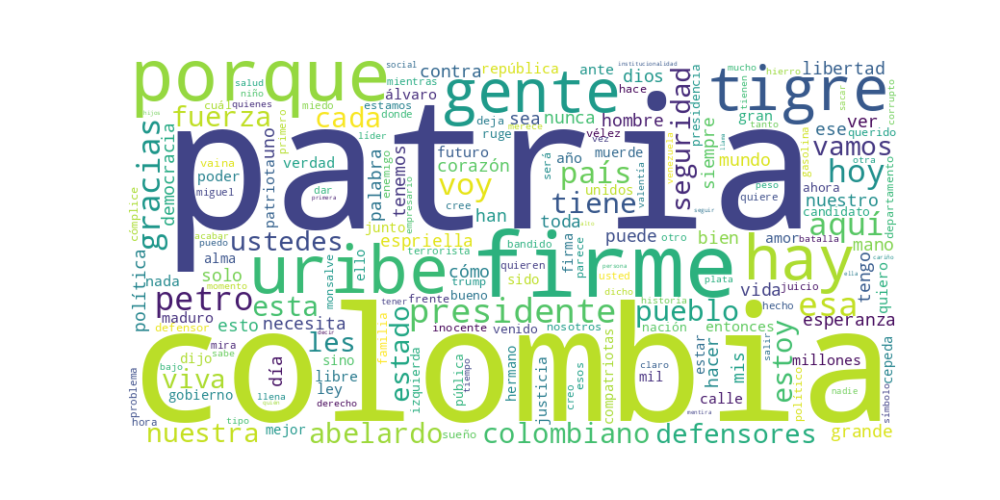 porque
gente
tigre
patria
colombia
firme
uribe
hay
social
institucionalidad
salud
niño
mientras
contra
república
ante
dios
hace
mucho
hierro
libertad
cuál
quienes
miedo
estamos
donde
álvaro
fuerza
primero
cada
líder
deja
ruge
sea
merece
nunca
vélez
vez
hombre
seguridad
presidencia
gran
tienen
tanto
sacar
corrupto
ese
ver
querido
vamos
hijos
gracias
democracia
cómplice
vaina
poder
miguel
patriota
uno
verdad
dar
primera
enemigo
empresario
palabra
tenemos
futuro
corazón
cree
voy
han
año
será
muerde
país
unidos
tiene
valentía
venezuela
llama
siempre
mundo
quiere
peso
gasolina
ahora
otra
hoy
nuestro
candidato
departamento
seguir
aquí
acabar
puedo
ustedes
alma
junto
espriella
toda
firma
puede
otro
bien
amor
batalla
mano
cariño
política
nada
solo
momento
monsalve
ello
terrorista
cómo
bandido
quieren
parece
trump
sido
dicho
usted
persona
plata
vida
juicio
tengo
ella
quiero
petro
esta
tener
frente
bueno
historia
hecho
esa
maduro
defensor
esto
necesita
presidente
pueblo
estoy
esperanza
inocente
venido
nosotros
nación
entonces
salir
dijo
mira
sabe
decir
les
sino
familia
estado
izquierda
pública
tiempo
hermano
justicia
creo
esos
compatriotas
claro
mil
estar
hacer
mis
millones
cepeda
problema
bajo
viva
gobierno
día
libre
ley
llena
derecho
calle
político
nadie
símbolo
hora
tipo
mejor
mentira
nuestra
abelardo
sueño
colombiano
defensores
grande